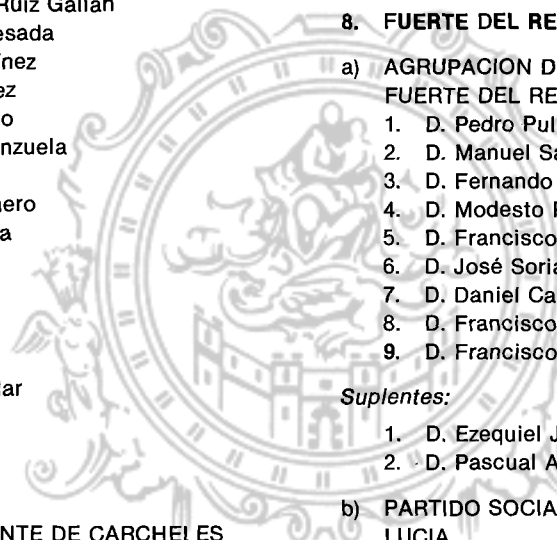 Ruiz Gallán
esada
ínez
ez
o
nzuela
ero
a
lar
NTE DE CARCHELES
8. FUERTE DEL RE
a) AGRUPACION D
FUERTE DEL RE
1. D. Pedro Pul
2. D. Manuel Sa
3. D. Fernando
4. D. Modesto
5. D. Francisco
6. D. José Soria
7. D. Daniel Ca
8. D. Francisco
9. D. Francisco
Suplentes:
1. D. Ezequiel J
2. D. Pascual A
b) PARTIDO SOCIA
LUCIA